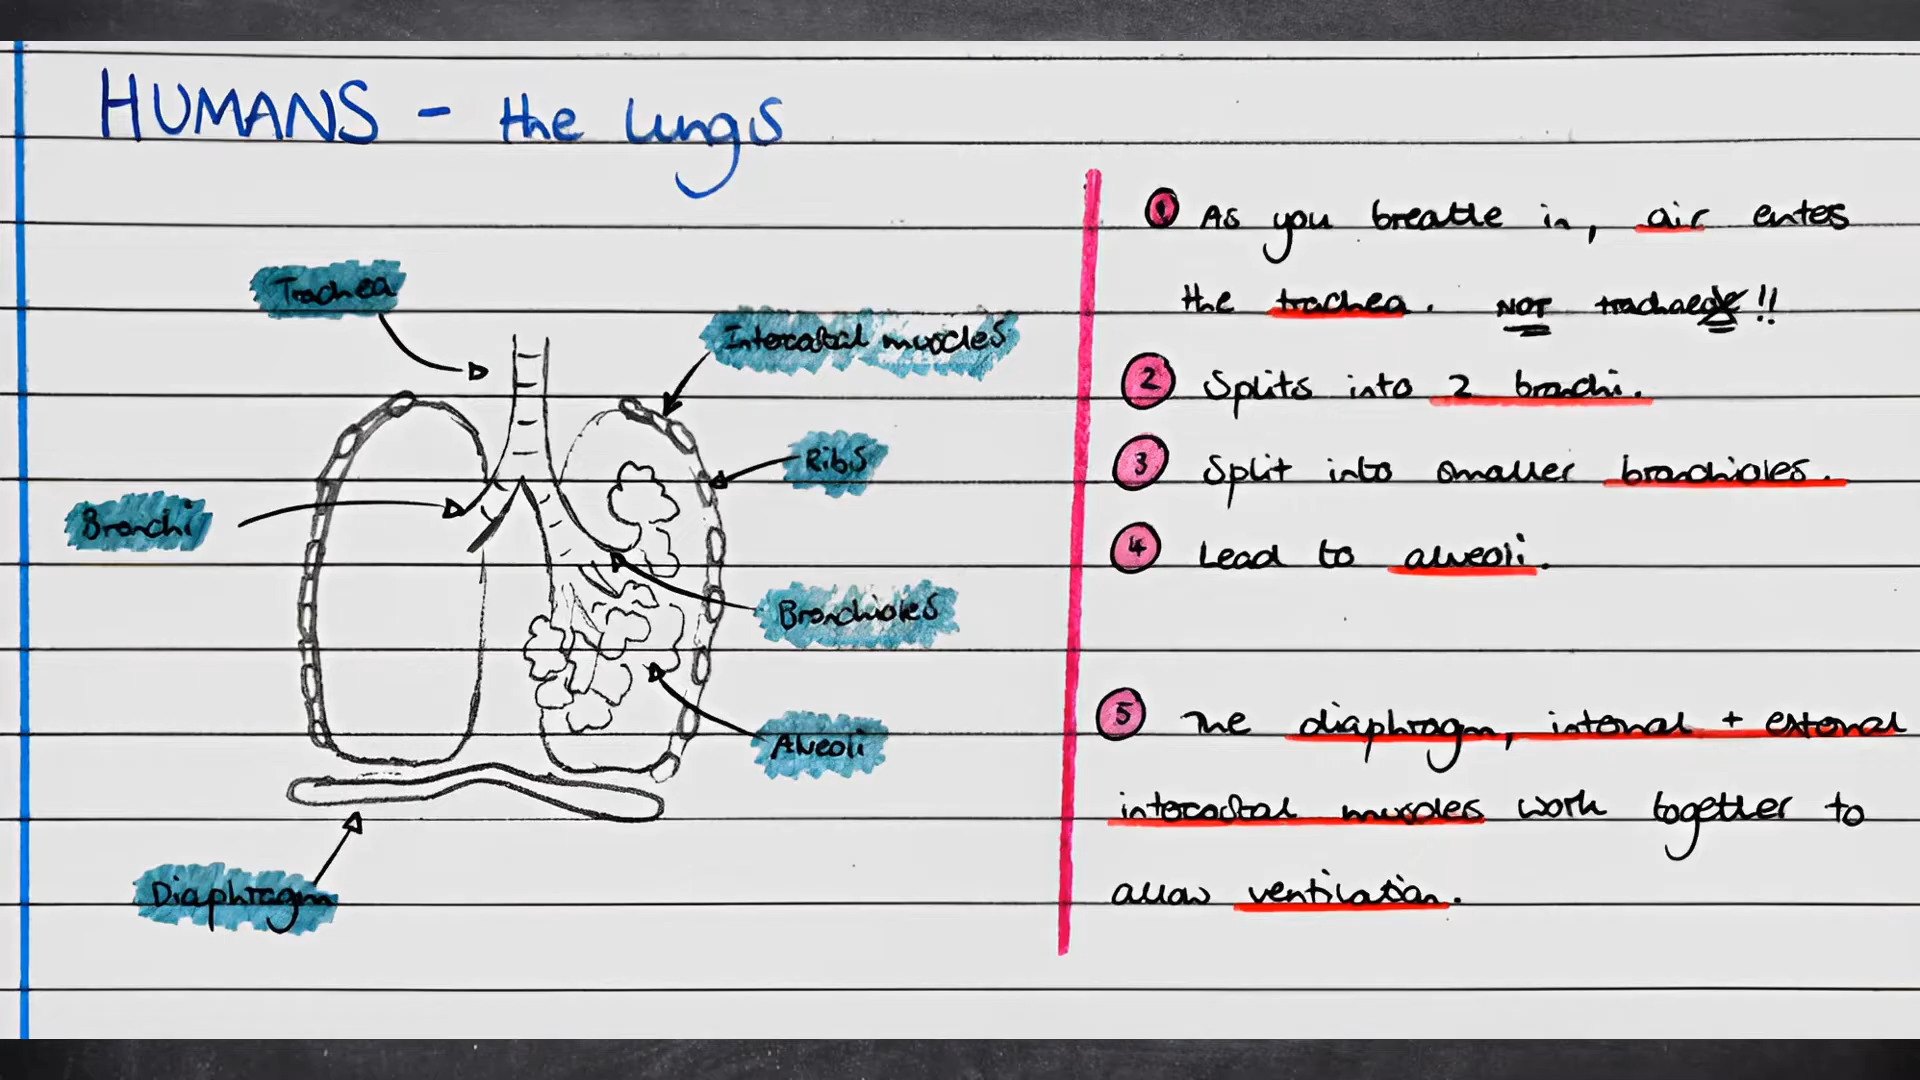 HUMANS - the lungs
Trachea
Intercostal muscles
Ribs
Bronchi
Bronchioles
Alveoli
Diaphragm
1 As you breathe in, air enters
the trachea. NOT trachaede!!
2 Splits into 2 bronchi.
3 Split into smaller bronchioles.
4 Lead to alveoli.
5 The diaphragm, internal + external
intercostal muscles work together to
allow ventilation.